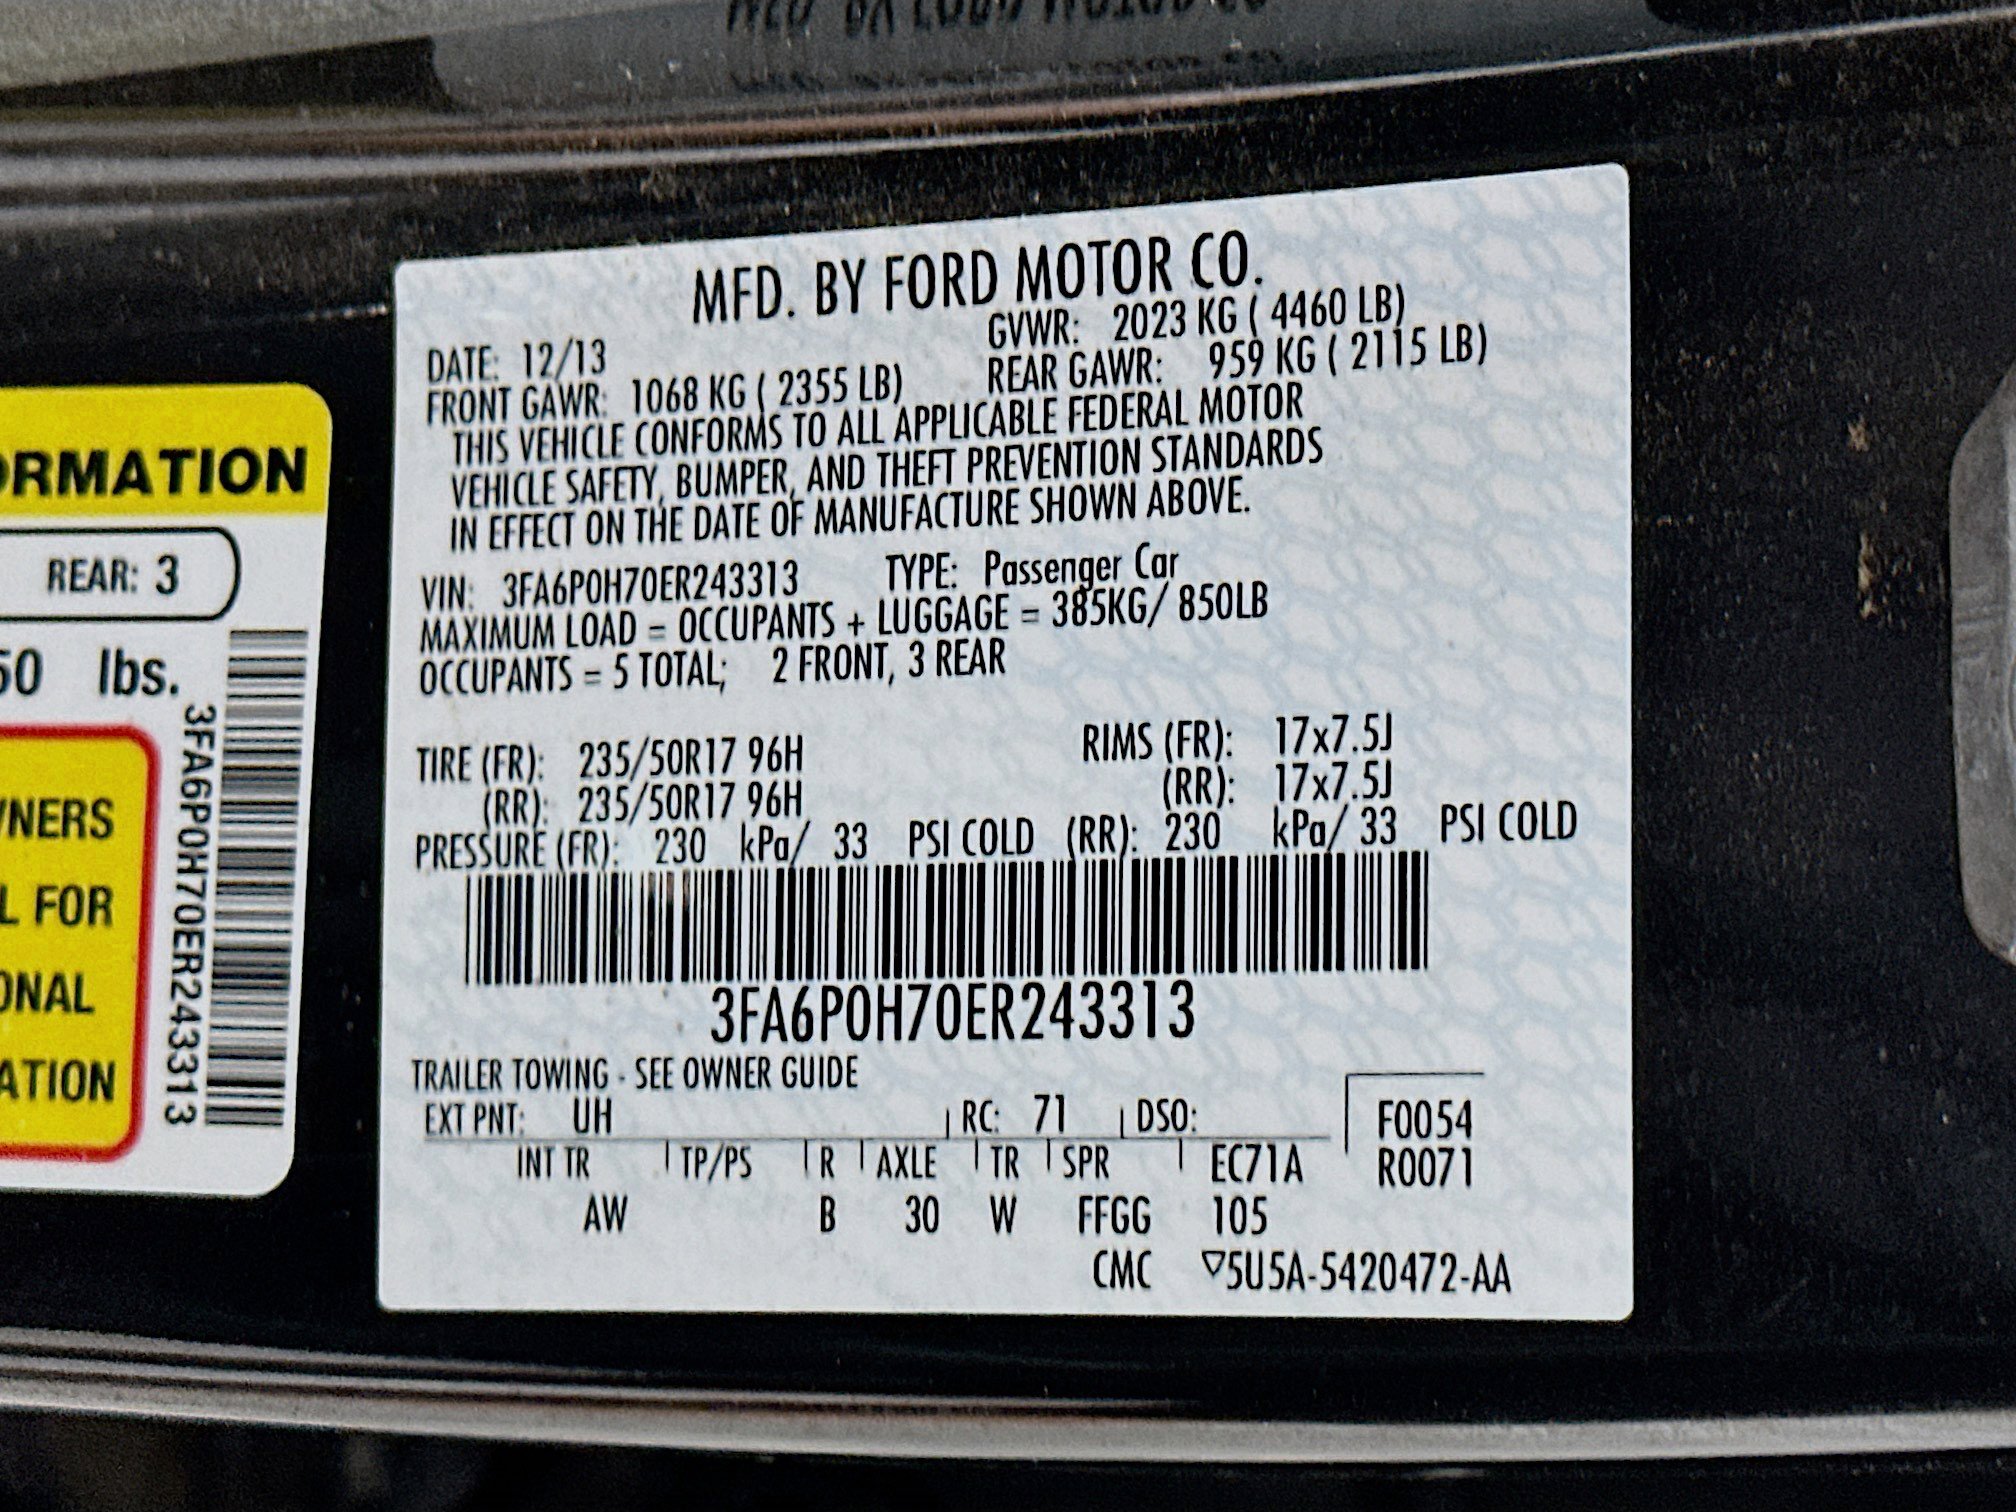 MFD. BY FORD MOTOR CO.
DATE: 12/13 GVWR: 2023 KG ( 4460 LB)
FRONT GAWR: 1068 KG ( 2355 LB) REAR GAWR: 959 KG ( 2115 LB)
THIS VEHICLE CONFORMS TO ALL APPLICABLE FEDERAL MOTOR
VEHICLE SAFETY, BUMPER, AND THEFT PREVENTION STANDARDS
IN EFFECT ON THE DATE OF MANUFACTURE SHOWN ABOVE.
VIN: 3FA6P0H70ER243313 TYPE: Passenger Car
MAXIMUM LOAD = OCCUPANTS + LUGGAGE = 385KG/ 850LB
OCCUPANTS = 5 TOTAL; 2 FRONT, 3 REAR
TIRE (FR): 235/50R17 96H RIMS (FR): 17x7.5J
(RR): 235/50R17 96H (RR): 17x7.5J
PRESSURE (FR): 230 kPa/ 33 PSI COLD (RR): 230 kPa/ 33 PSI COLD
3FA6P0H70ER243313
TRAILER TOWING - SEE OWNER GUIDE
EXT PNT: UH RC: 71 DSO: F0054
INT TR TP/PS R AXLE TR SPR EC71A R0071
AW B 30 W FFGG 105
CMC ▽5U5A-5420472-AA
ORMATION
REAR: 3
50 lbs.
3FA6P0H70ER243313
WNERS
L FOR
ONAL
ATION